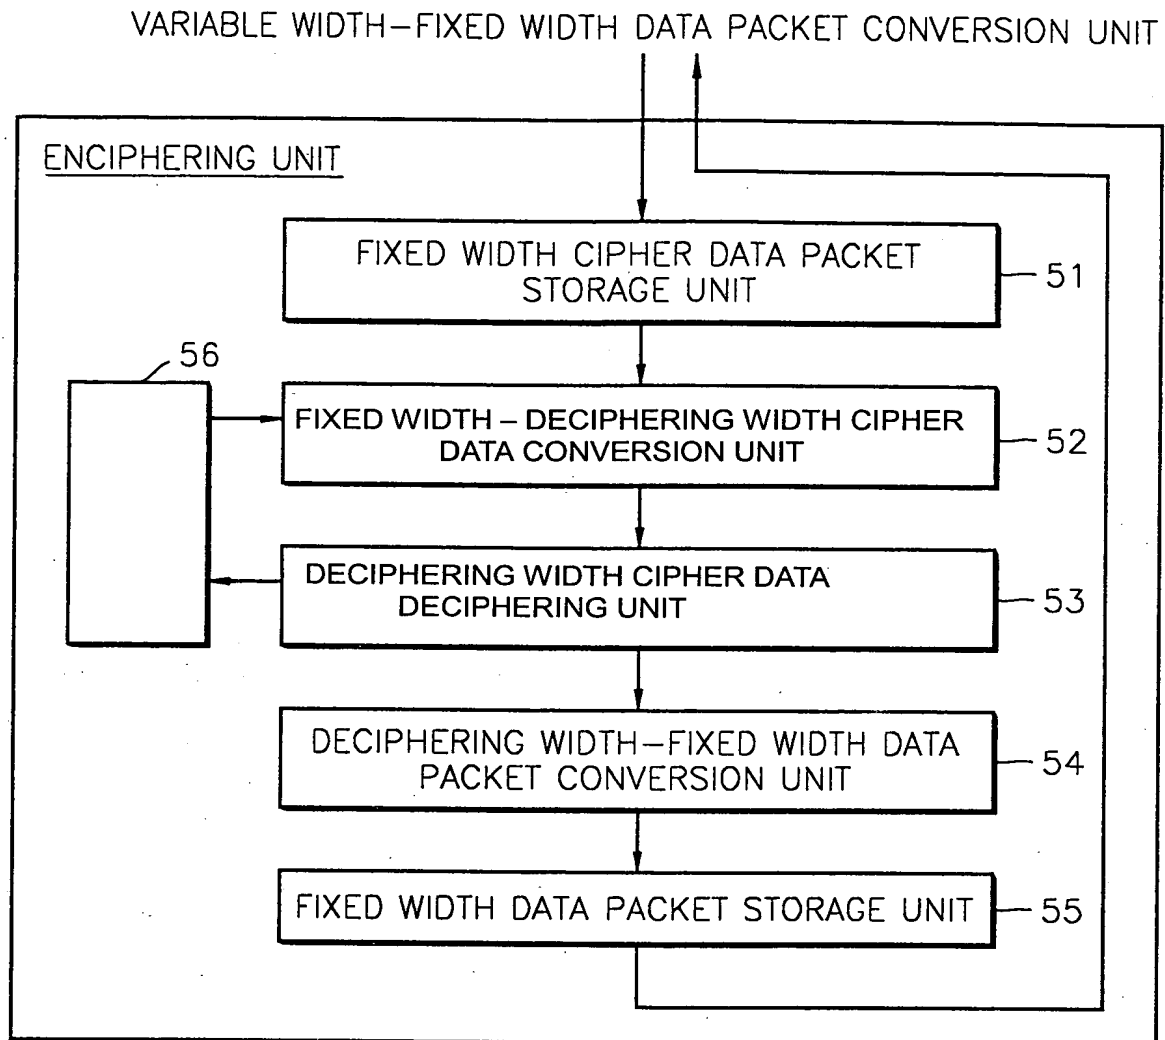 VARIABLE WIDTH–FIXED WIDTH DATA PACKET CONVERSION UNIT
ENCIPHERING UNIT
FIXED WIDTH CIPHER DATA PACKET
STORAGE UNIT
51
56
FIXED WIDTH – DECIPHERING WIDTH CIPHER
DATA CONVERSION UNIT
52
DECIPHERING WIDTH CIPHER DATA
DECIPHERING UNIT
53
DECIPHERING WIDTH–FIXED WIDTH DATA
PACKET CONVERSION UNIT
54
FIXED WIDTH DATA PACKET STORAGE UNIT
55